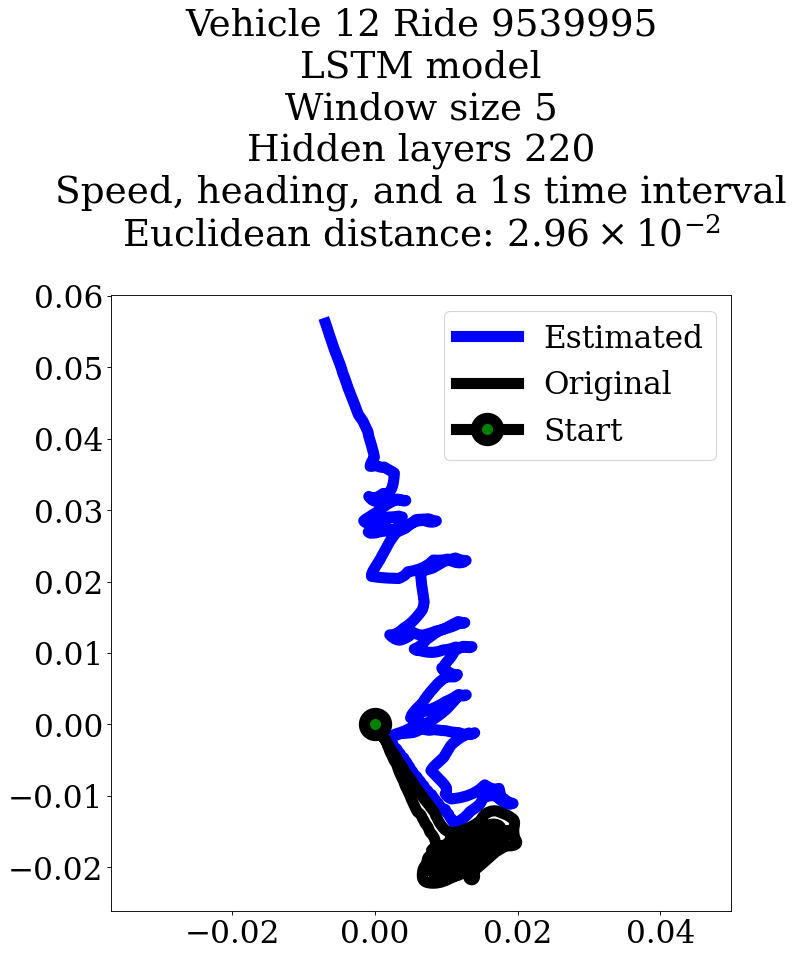 Vehicle 12 Ride 9539995
LSTM model
Window size 5
Hidden layers 220
Speed, heading, and a 1s time interval
Euclidean distance: 2.96 × 10⁻²
0.06
Estimated
0.05
Original
0.04
Start
0.03
0.02
0.01
0.00
−0.01
−0.02
−0.02 0.00 0.02 0.04